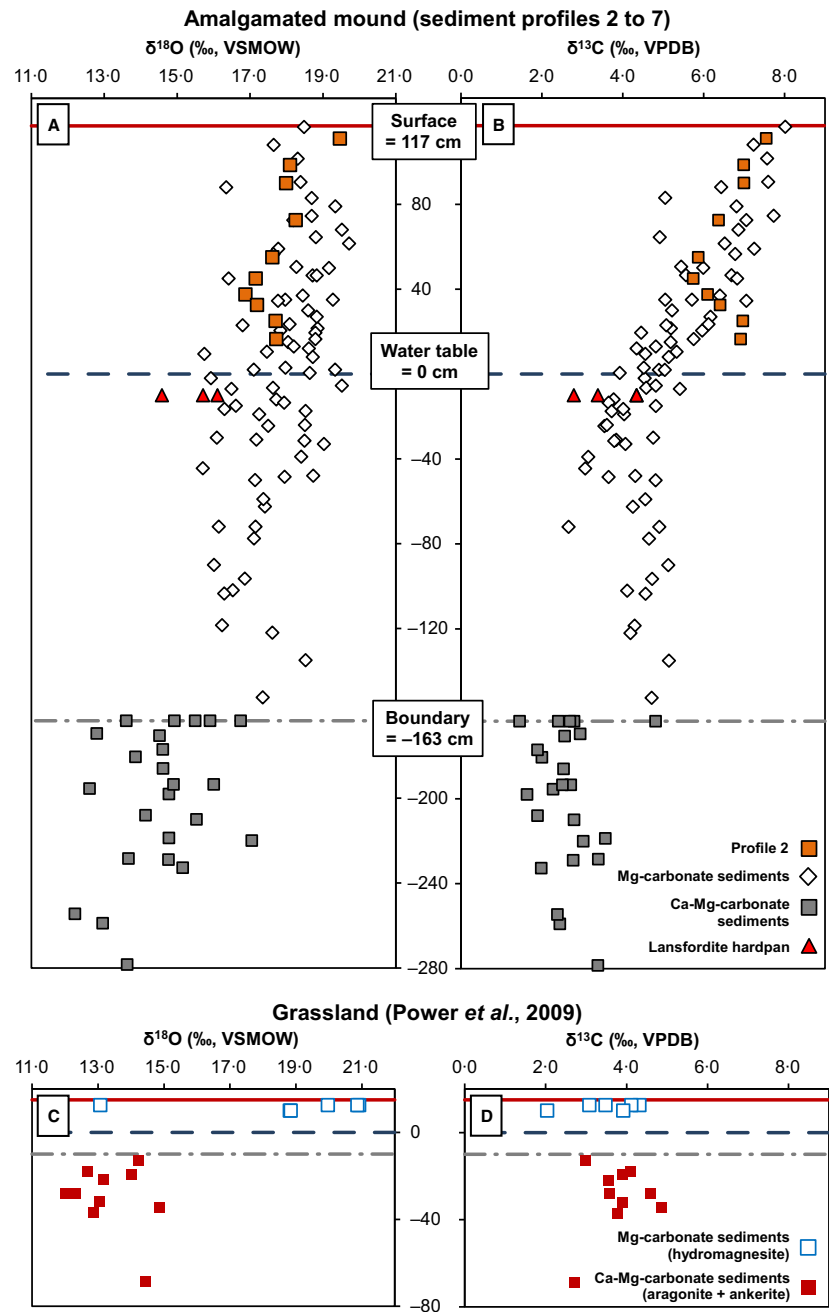 Amalgamated mound (sediment profiles 2 to 7)
δ¹⁸O (‰, VSMOW)
δ¹³C (‰, VPDB)
11·0 13·0 15·0 17·0 19·0 21·0
0·0 2·0 4·0 6·0 8·0
A
Surface
= 117 cm
B
80
40
Water table
= 0 cm
–40
–80
–120
Boundary
= –163 cm
–200
–240
–280
Profile 2
Mg-carbonate sediments
Ca-Mg-carbonate
sediments
Lansfordite hardpan
Grassland (Power et al., 2009)
δ¹⁸O (‰, VSMOW)
δ¹³C (‰, VPDB)
11·0 13·0 15·0 17·0 19·0 21·0
0·0 2·0 4·0 6·0 8·0
C
D
0
–40
–80
Mg-carbonate sediments
(hydromagnesite)
Ca-Mg-carbonate sediments
(aragonite + ankerite)